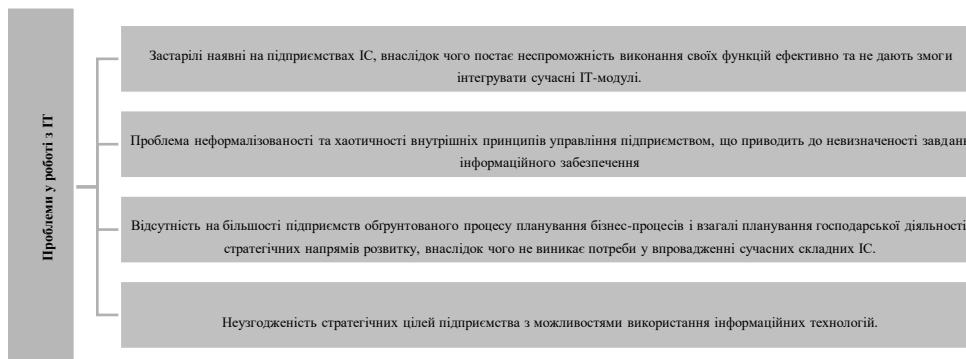 Проблеми у роботі з ІТ
Застарілі наявні на підприємствах ІС, внаслідок чого постає неспроможність виконання своїх функцій ефективно та не дають змоги
інтегрувати сучасні ІТ-модулі.
Проблема неформалізованості та хаотичності внутрішніх принципів управління підприємством, що приводить до невизначеності завдань
інформаційного забезпечення
Відсутність на більшості підприємств обґрунтованого процесу планування бізнес-процесів і взагалі планування господарської діяльності
стратегічних напрямів розвитку, внаслідок чого не виникає потреби у впровадженні сучасних складних ІС.
Неузгодженість стратегічних цілей підприємства з можливостями використання інформаційних технологій.